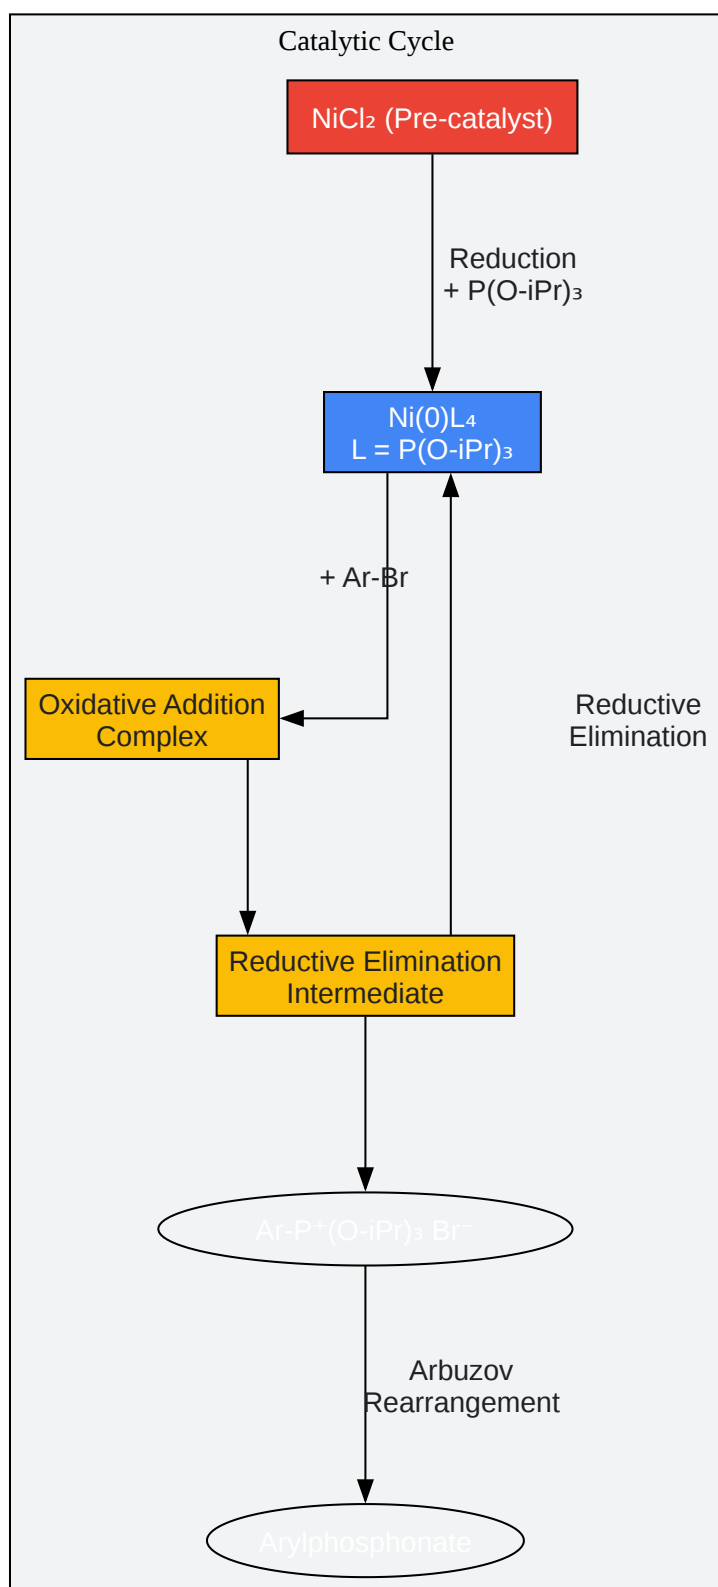 Catalytic Cycle
NiCl₂ (Pre-catalyst)
Reduction
+ P(O-iPr)₃
Ni(0)L₄
L = P(O-iPr)₃
+ Ar-Br
Oxidative Addition
Complex
Reductive
Elimination
Reductive Elimination
Intermediate
Ar-P⁺(O-iPr)₃ Br⁻
Arbuzov
Rearrangement
Arylphosphonate